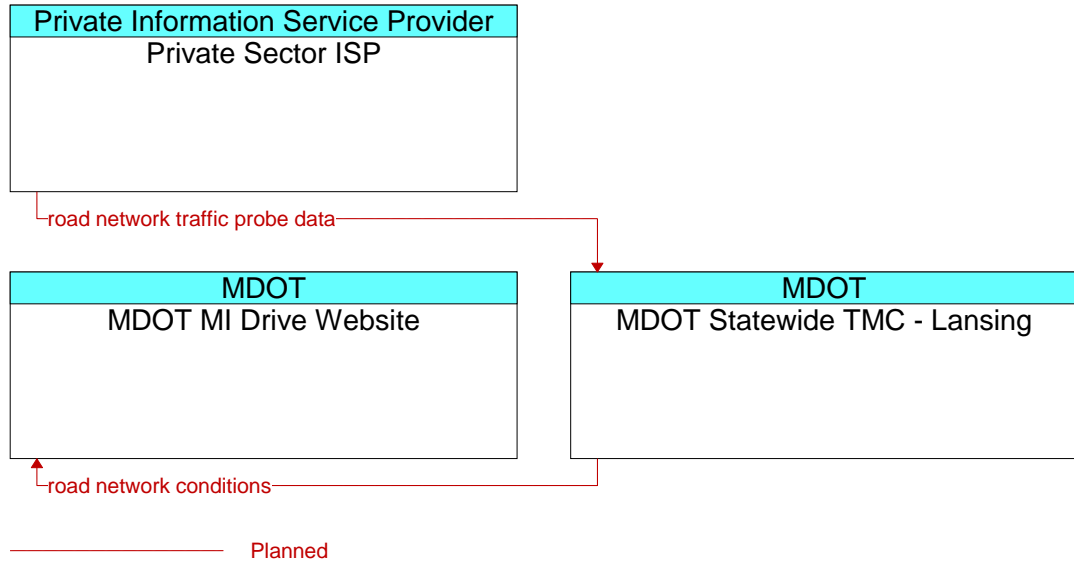 Private Information Service Provider
Private Sector ISP
road network traffic probe data
MDOT
MDOT MI Drive Website
MDOT
MDOT Statewide TMC - Lansing
road network conditions
Planned